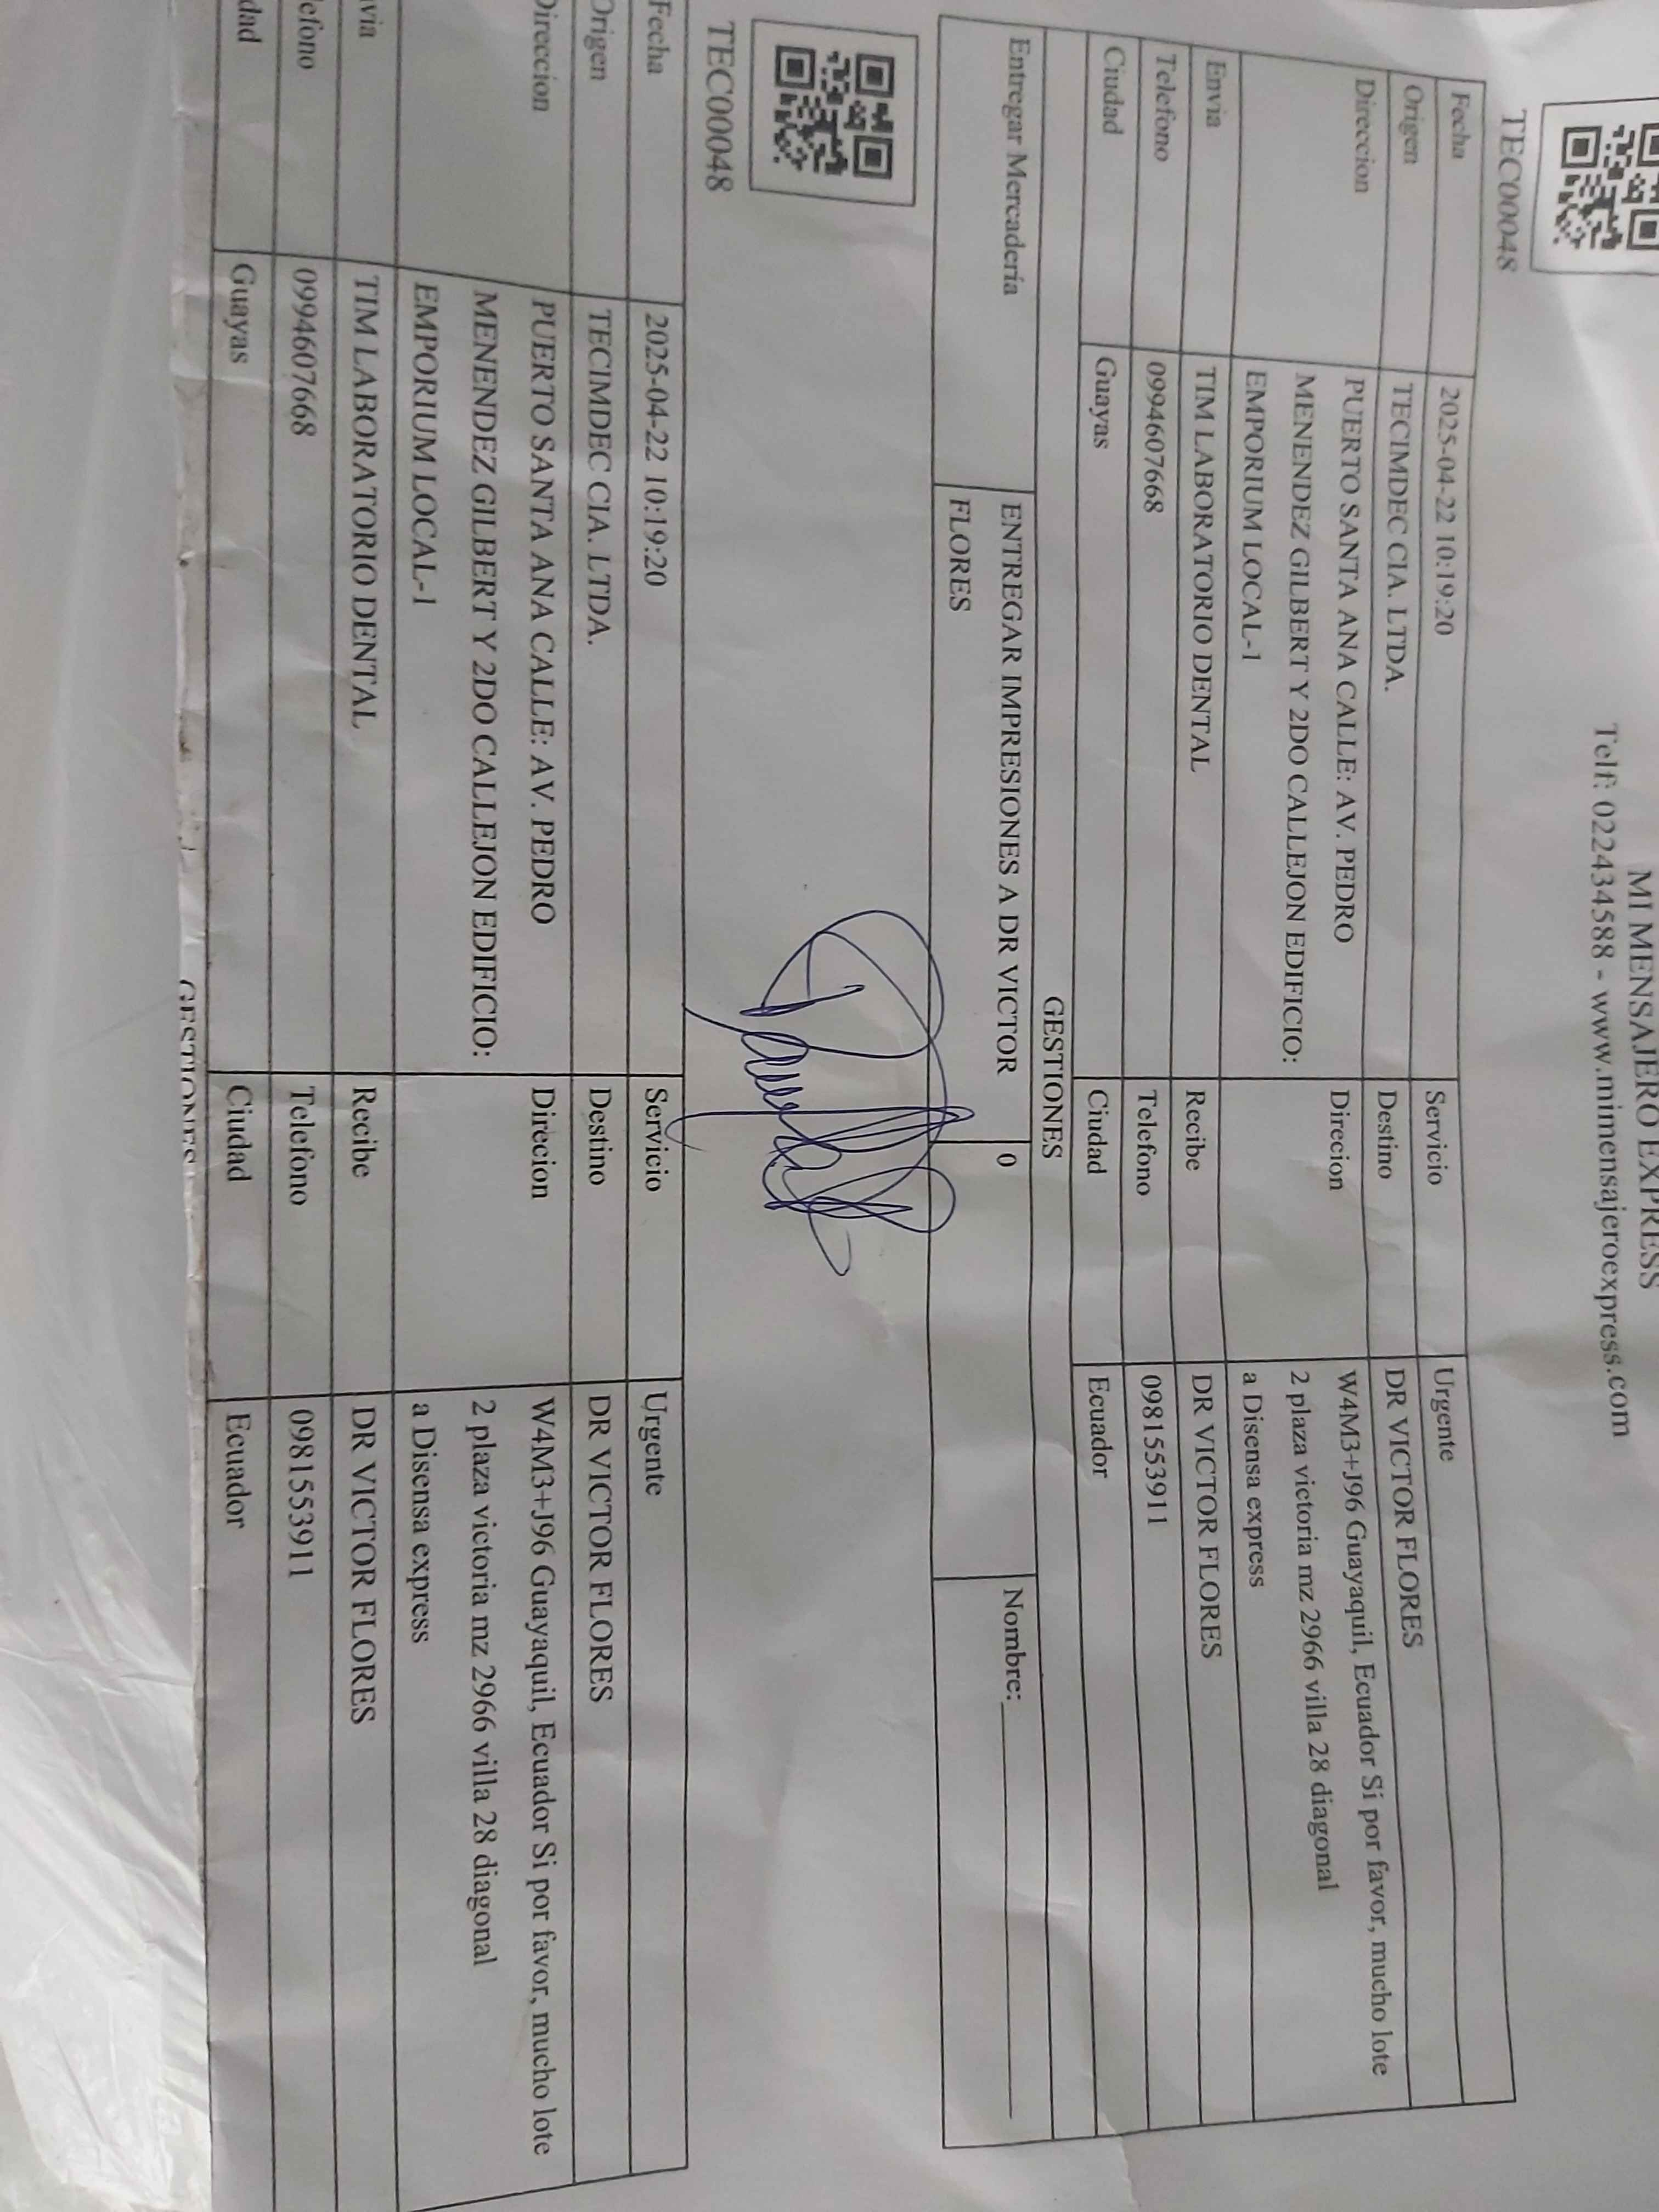 MI MENSAJERO EXPRESS
Telf: 022434588 - www.mimensajeroexpress.com
TEC00048
Fecha 2025-04-22 10:19:20 Servicio Urgente
Origen TECIMDEC CIA. LTDA. Destino DR VICTOR FLORES
Direccion PUERTO SANTA ANA CALLE: AV. PEDRO Direcion W4M3+J96 Guayaquil, Ecuador Si por favor, mucho lote
MENENDEZ GILBERT Y 2DO CALLEJON EDIFICIO: 2 plaza victoria mz 2966 villa 28 diagonal
EMPORIUM LOCAL-1 a Disensa express
Envia TIM LABORATORIO DENTAL Recibe DR VICTOR FLORES
Telefono 0994607668 Telefono 0981553911
Ciudad Guayas Ciudad Ecuador
GESTIONES
Entregar Mercadería ENTREGAR IMPRESIONES A DR VICTOR 0 Nombre:
FLORES
TEC00048
Fecha 2025-04-22 10:19:20 Servicio Urgente
Origen TECIMDEC CIA. LTDA. Destino DR VICTOR FLORES
Direccion PUERTO SANTA ANA CALLE: AV. PEDRO Direcion W4M3+J96 Guayaquil, Ecuador Si por favor, mucho lote
MENENDEZ GILBERT Y 2DO CALLEJON EDIFICIO: 2 plaza victoria mz 2966 villa 28 diagonal
EMPORIUM LOCAL-1 a Disensa express
via TIM LABORATORIO DENTAL Recibe DR VICTOR FLORES
efono 0994607668 Telefono 0981553911
dad Guayas Ciudad Ecuador
GESTIONES